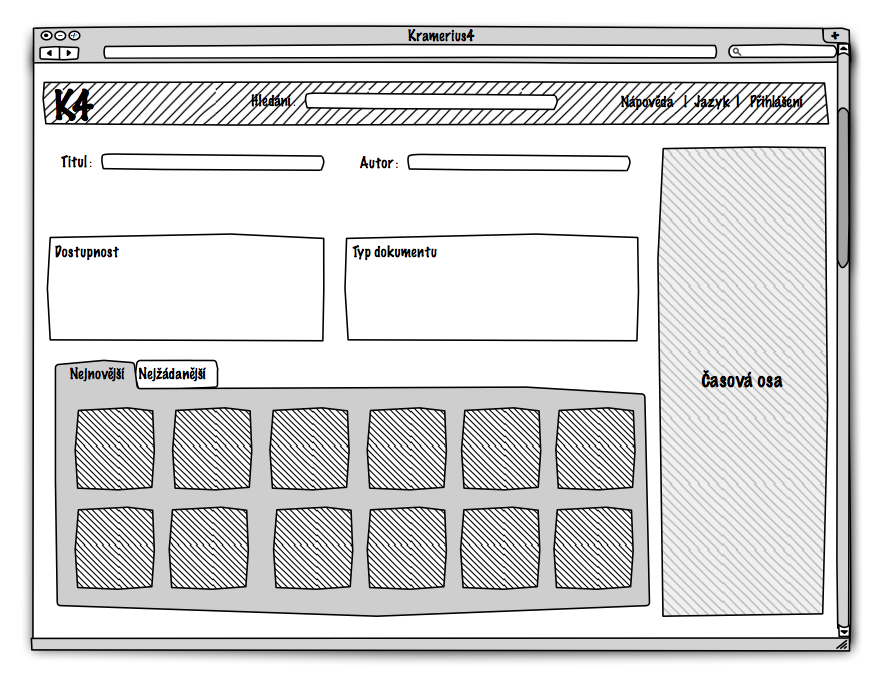 Kramerius4
K4
Hledání :
Nápověda | Jazyk | Přihlášení
Titul :
Autor :
Dostupnost
Typ dokumentu
Nejnovější
Nejžádanější
Časová osa